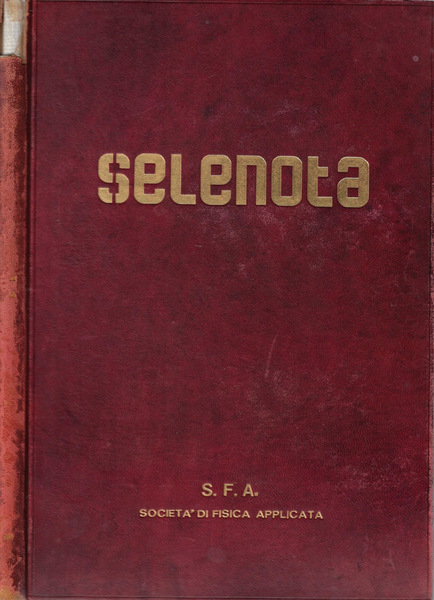 selenota
S. F. A.
SOCIETA' DI FISICA APPLICATA